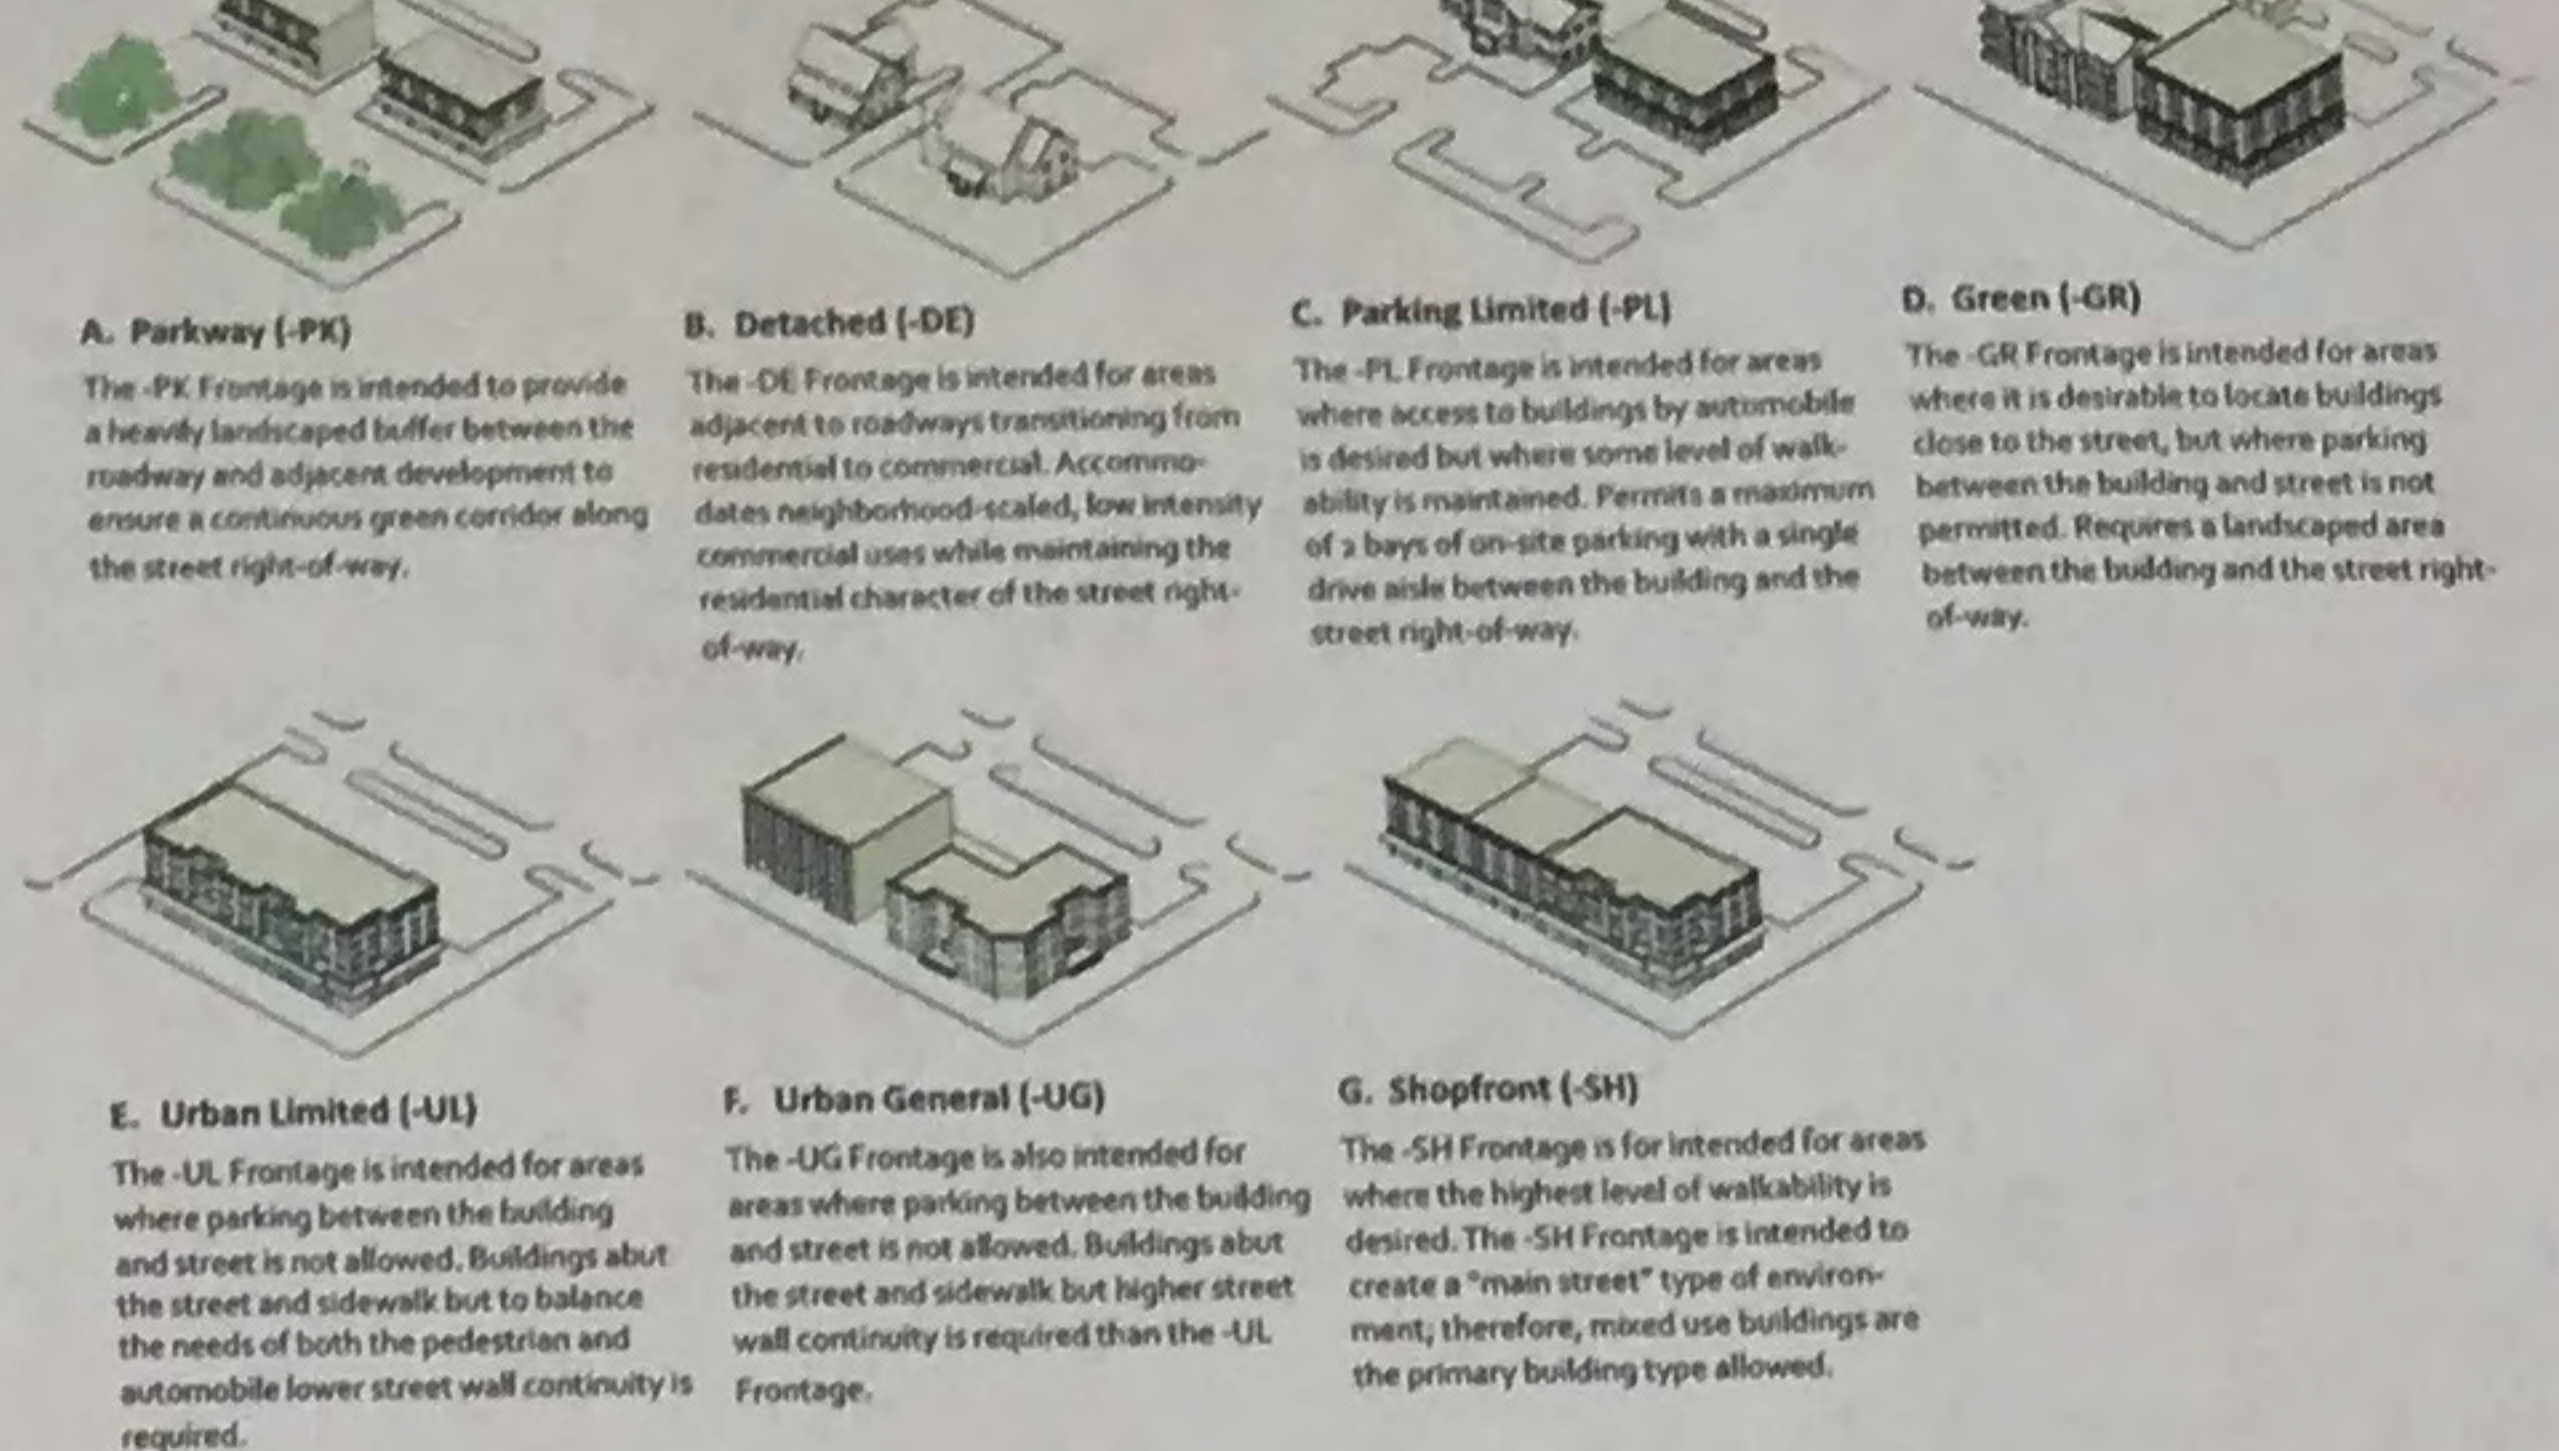 A. Parkway (-PK)
The -PK Frontage is intended to provide
a heavily landscaped buffer between the
roadway and adjacent development to
ensure a continuous green corridor along
the street right-of-way.
B. Detached (-DE)
The -DE Frontage is intended for areas
adjacent to roadways transitioning from
residential to commercial. Accommo-
dates neighborhood-scaled, low intensity
commercial uses while maintaining the
residential character of the street right-
of-way.
C. Parking Limited (-PL)
The -PL Frontage is intended for areas
where access to buildings by automobile
is desired but where some level of walk-
ability is maintained. Permits a maximum
of 2 bays of on-site parking with a single
drive aisle between the building and the
street right-of-way.
D. Green (-GR)
The -GR Frontage is intended for areas
where it is desirable to locate buildings
close to the street, but where parking
between the building and street is not
permitted. Requires a landscaped area
between the building and the street right-
of-way.
E. Urban Limited (-UL)
The -UL Frontage is intended for areas
where parking between the building
and street is not allowed. Buildings abut
the street and sidewalk but to balance
the needs of both the pedestrian and
automobile lower street wall continuity is
required.
F. Urban General (-UG)
The -UG Frontage is also intended for
areas where parking between the building
and street is not allowed. Buildings abut
the street and sidewalk but higher street
wall continuity is required than the -UL
Frontage.
G. Shopfront (-SH)
The -SH Frontage is for intended for areas
where the highest level of walkability is
desired. The -SH Frontage is intended to
create a "main street" type of environ-
ment; therefore, mixed use buildings are
the primary building type allowed.